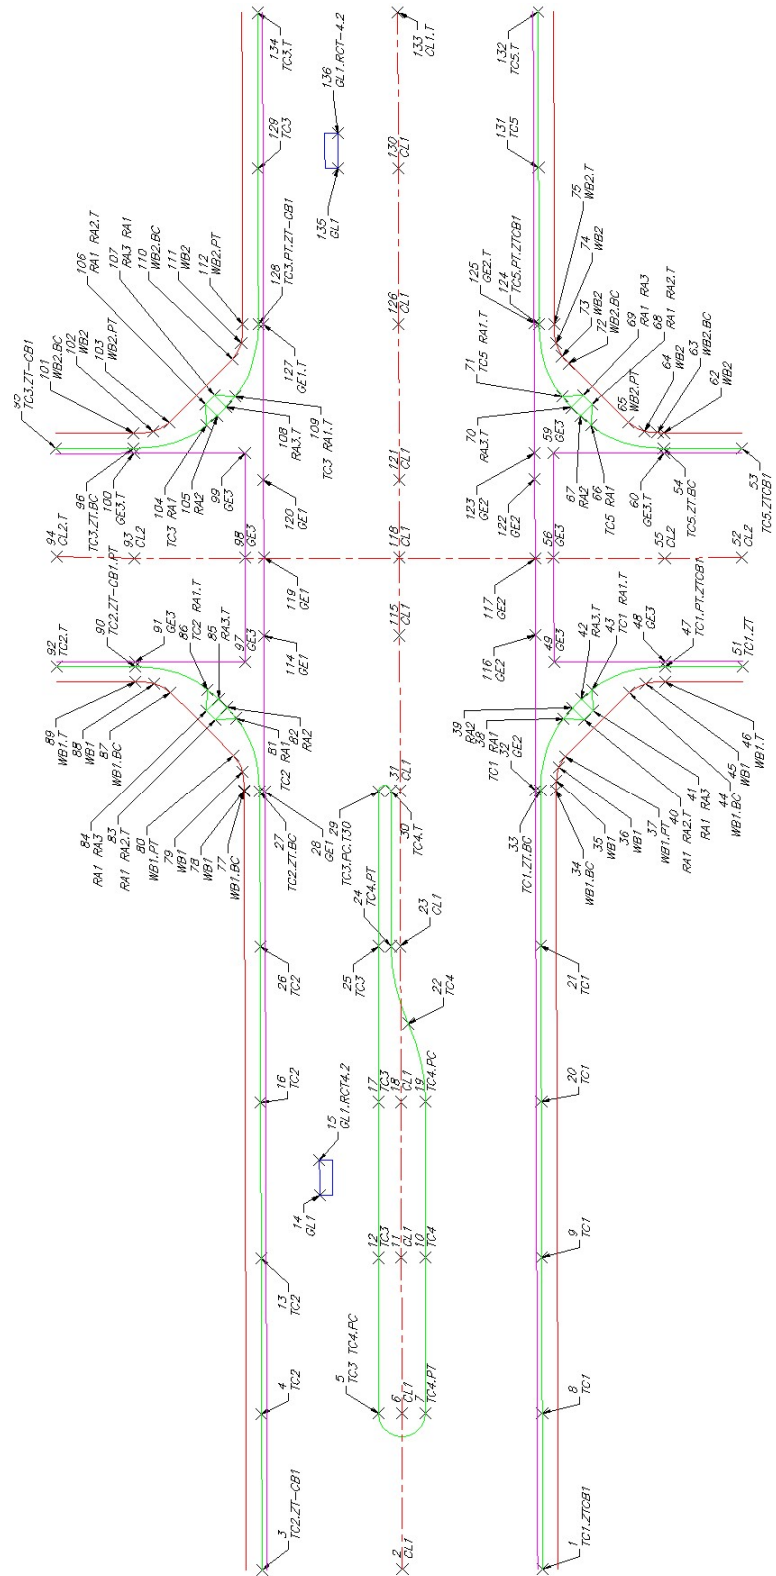 1
TC1.ZTCB1
2
CL1
3
TC2.ZT-CB1
4
TC2
5
TC3 TC4.PC
6
CL1
7
TC4.PT
8
TC1
9
TC1
10
TC4
11
CL1
12
TC3
13
TC2
14
GL1
15
GL1.RCT4.2
16
TC2
17
TC3
18
CL1
19
TC4.PC
20
TC1
21
TC1
22
TC4
23
CL1
24
TC4.PT
25
TC3
26
TC2
27
TC2.ZT.BC
28
GE1
29
30
TC4.T
31
CL1
32
GE2
33
TC1.ZT.BC
34
WB1.BC
35
WB1
36
WB1
37
WB1.PT
38
TC1 RA1
39
RA2
40
RA1 RA2.T
41
RA1 RA3
42
RA3.T
43
TC1 RA1.T
44
WB1.BC
45
WB1
46
WB1.T
47
TC1.PT.ZTCB1
48
GE3
49
GE3
51
TC1.ZT
52
CL2
53
TC5.ZTCB1
54
TC5.ZT.BC
55
CL2
56
GE3
59
GE3
60
GE3.T
62
WB2
63
WB2.BC
64
WB2
65
WB2.PT
66
TC5 RA1
67
RA2
68
RA1 RA2.T
69
RA1 RA3
70
RA3.T
71
TC5 RA1.T
72
WB2.BC
73
WB2
74
WB2
75
WB2.T
77
WB1.BC
78
WB1
79
WB1
80
WB1.PT
81
TC2 RA1
82
RA2
83
RA1 RA2.T
84
RA1 RA3
85
RA3.T
86
TC2 RA1.T
87
WB1.BC
88
WB1
89
WB1.T
90
TC2.ZT-CB1.PT
91
GE3
92
TC2.T
93
CL2
94
CL2.T
TC3.ZT-CB1
96
TC3.ZT.BC
97
GE3
98
GE3
99
GE3
100
GE3.T
101
WB2.BC
102
WB2
103
WB2.PT
104
TC3 RA1
105
RA2
106
RA1 RA2.T
107
RA3 RA1
108
RA3.T
109
TC3 RA1.T
110
WB2.BC
111
WB2
112
WB2.PT
114
GE1
115
CL1
116
GE2
117
GE2
118
CL1
119
GE1
120
GE1
121
CL1
122
GE2
123
GE2
124
TC5.PT.ZTCB1
125
GE2.T
126
CL1
127
GE1.T
128
TC3.PT.ZT-CB1
129
TC3
130
CL1
131
TC5
132
TC5.T
133
CL1.T
134
TC3.T
135
GL1
136
GL1.RCT-4.2